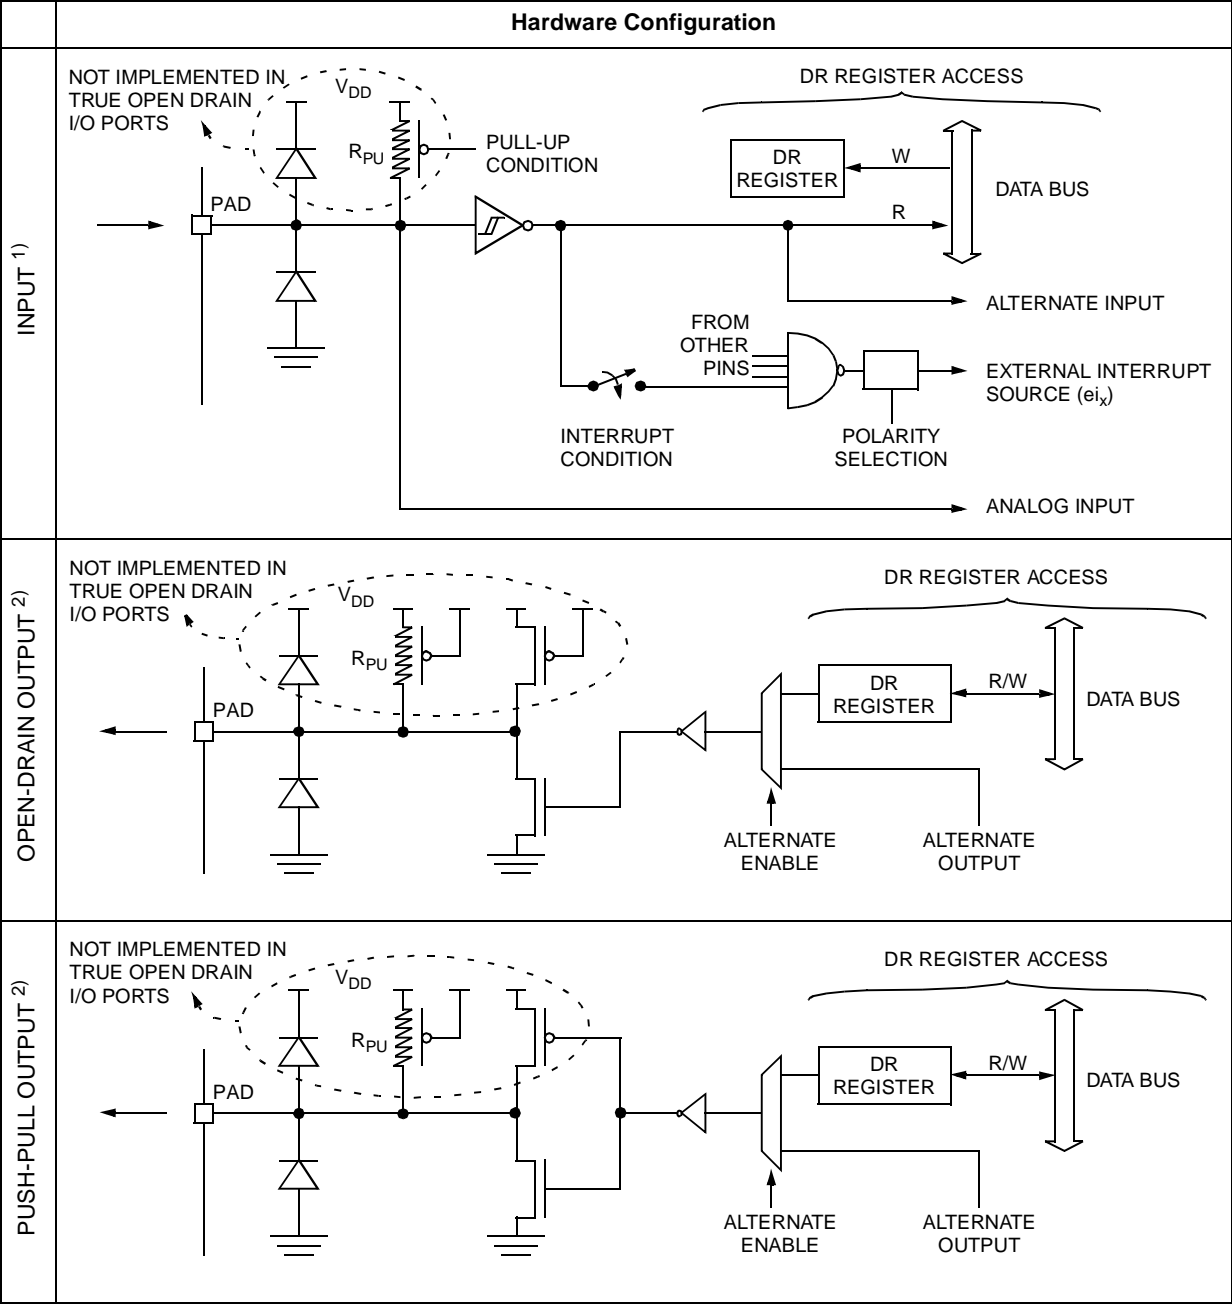 Hardware Configuration
INPUT 1)
NOT IMPLEMENTED IN
TRUE OPEN DRAIN
I/O PORTS
VDD
RPU
PULL-UP
CONDITION
PAD
DR REGISTER ACCESS
DR
REGISTER
W
R
DATA BUS
ALTERNATE INPUT
FROM
OTHER
PINS
EXTERNAL INTERRUPT
SOURCE (eix)
INTERRUPT
CONDITION
POLARITY
SELECTION
ANALOG INPUT
OPEN-DRAIN OUTPUT 2)
NOT IMPLEMENTED IN
TRUE OPEN DRAIN
I/O PORTS
VDD
RPU
PAD
DR REGISTER ACCESS
DR
REGISTER
R/W
DATA BUS
ALTERNATE
ENABLE
ALTERNATE
OUTPUT
PUSH-PULL OUTPUT 2)
NOT IMPLEMENTED IN
TRUE OPEN DRAIN
I/O PORTS
VDD
RPU
PAD
DR REGISTER ACCESS
DR
REGISTER
R/W
DATA BUS
ALTERNATE
ENABLE
ALTERNATE
OUTPUT